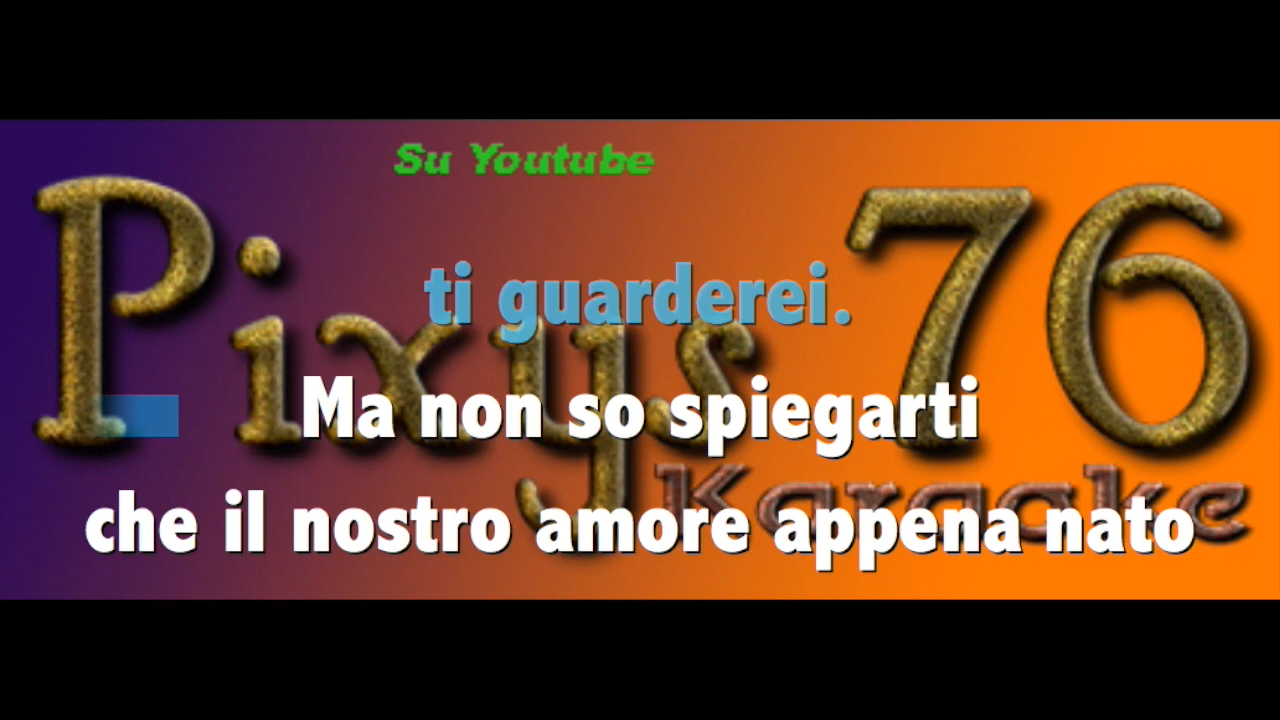 Su Youtube
Pixys 76
ti guarderei.
Ma non so spiegarti
Karaoke
che il nostro amore appena nato